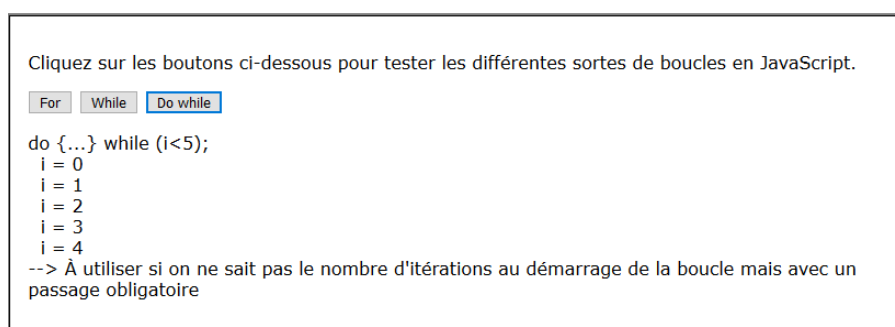 Cliquez sur les boutons ci-dessous pour tester les différentes sortes de boucles en JavaScript.
For While Do while
do {...} while (i<5);
i = 0
i = 1
i = 2
i = 3
i = 4
--> À utiliser si on ne sait pas le nombre d'itérations au démarrage de la boucle mais avec un
passage obligatoire